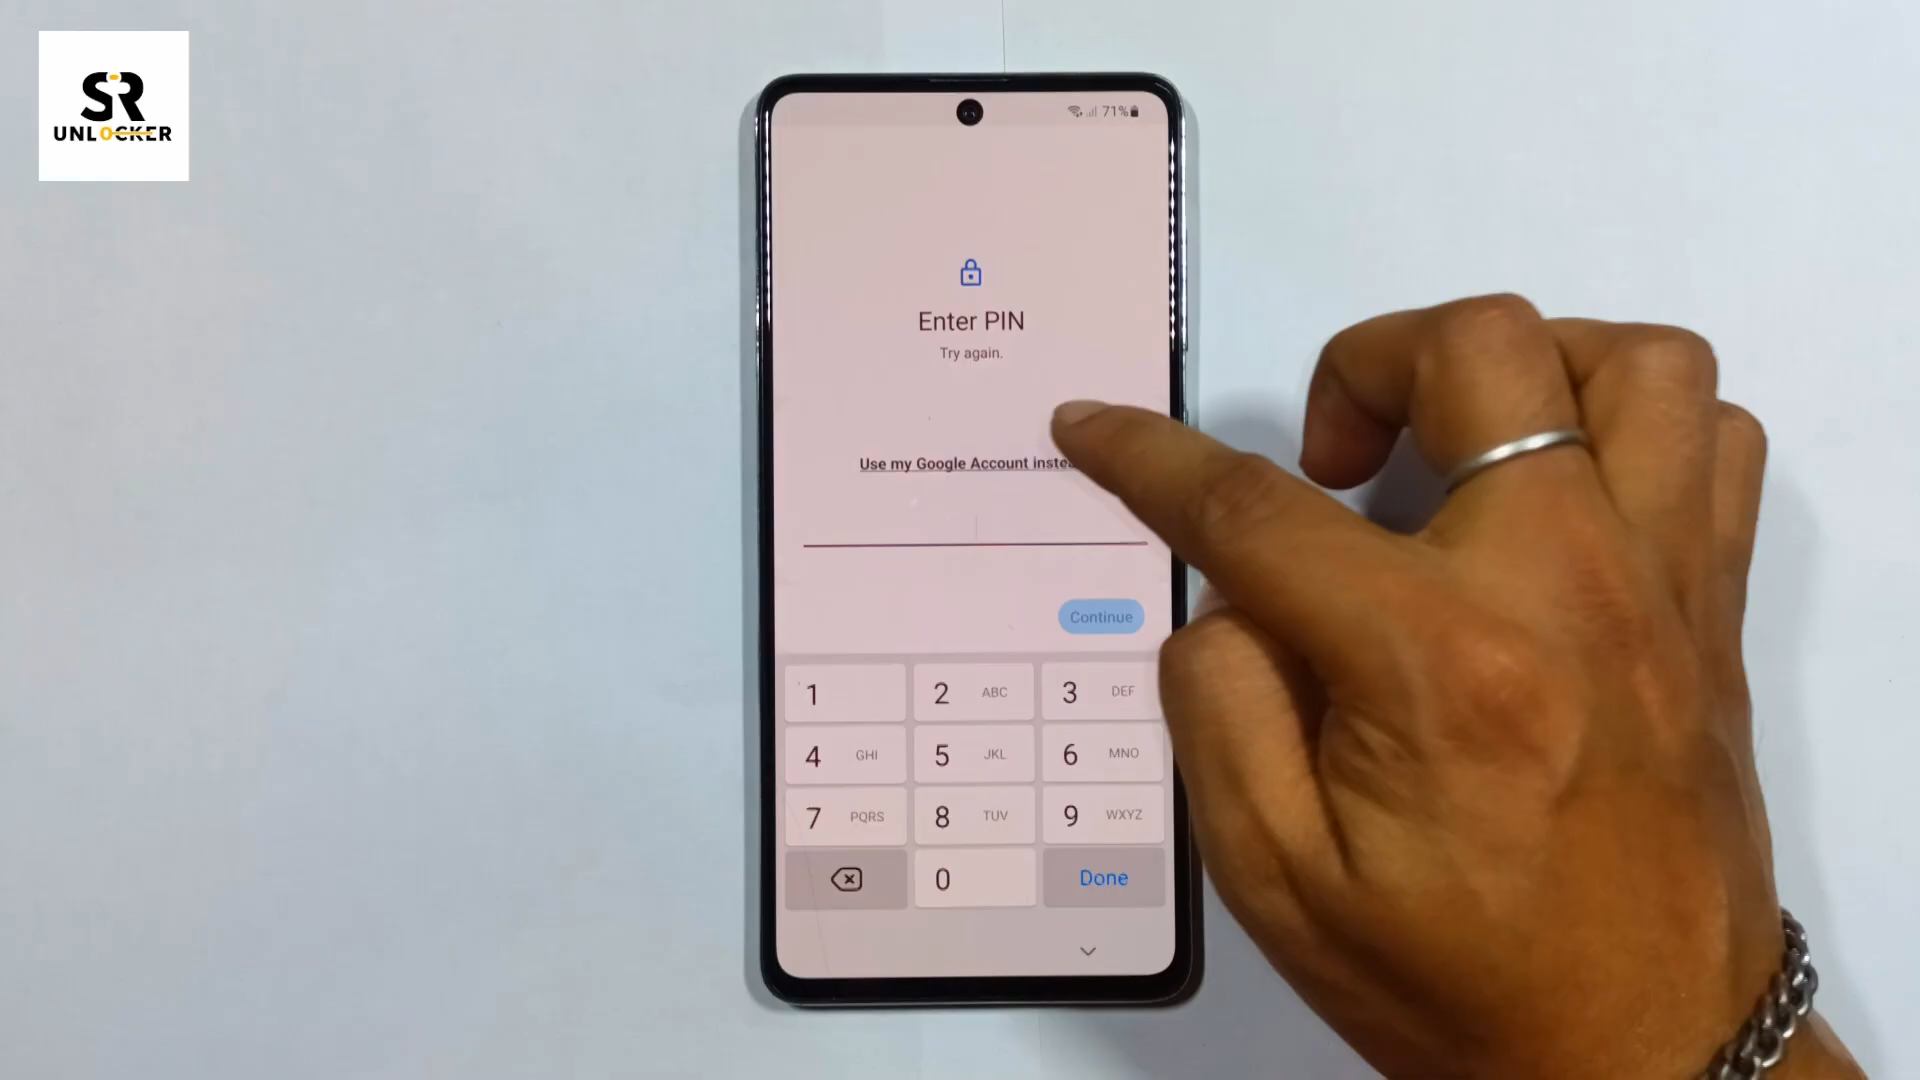 SR
UNLOCKER
71%
Enter PIN
Try again.
Use my Google Account
Continue
1
2 ABC
3 DEF
4 GHI
5 JKL
6 MNO
7 PQRS
8 TUV
9 WXYZ
0
Done